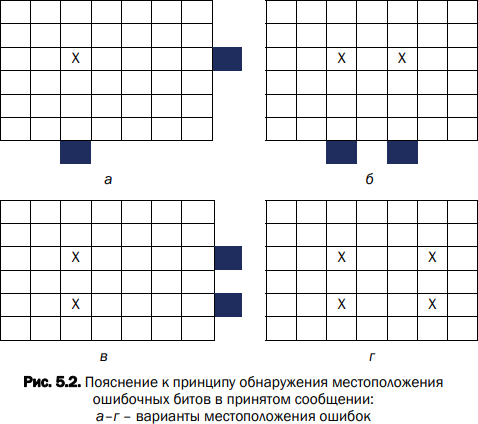 X
X X
а б
X X X
X X X
в г
Рис. 5.2. Пояснение к принципу обнаружения местоположения
ошибочных битов в принятом сообщении:
а–г – варианты местоположения ошибок